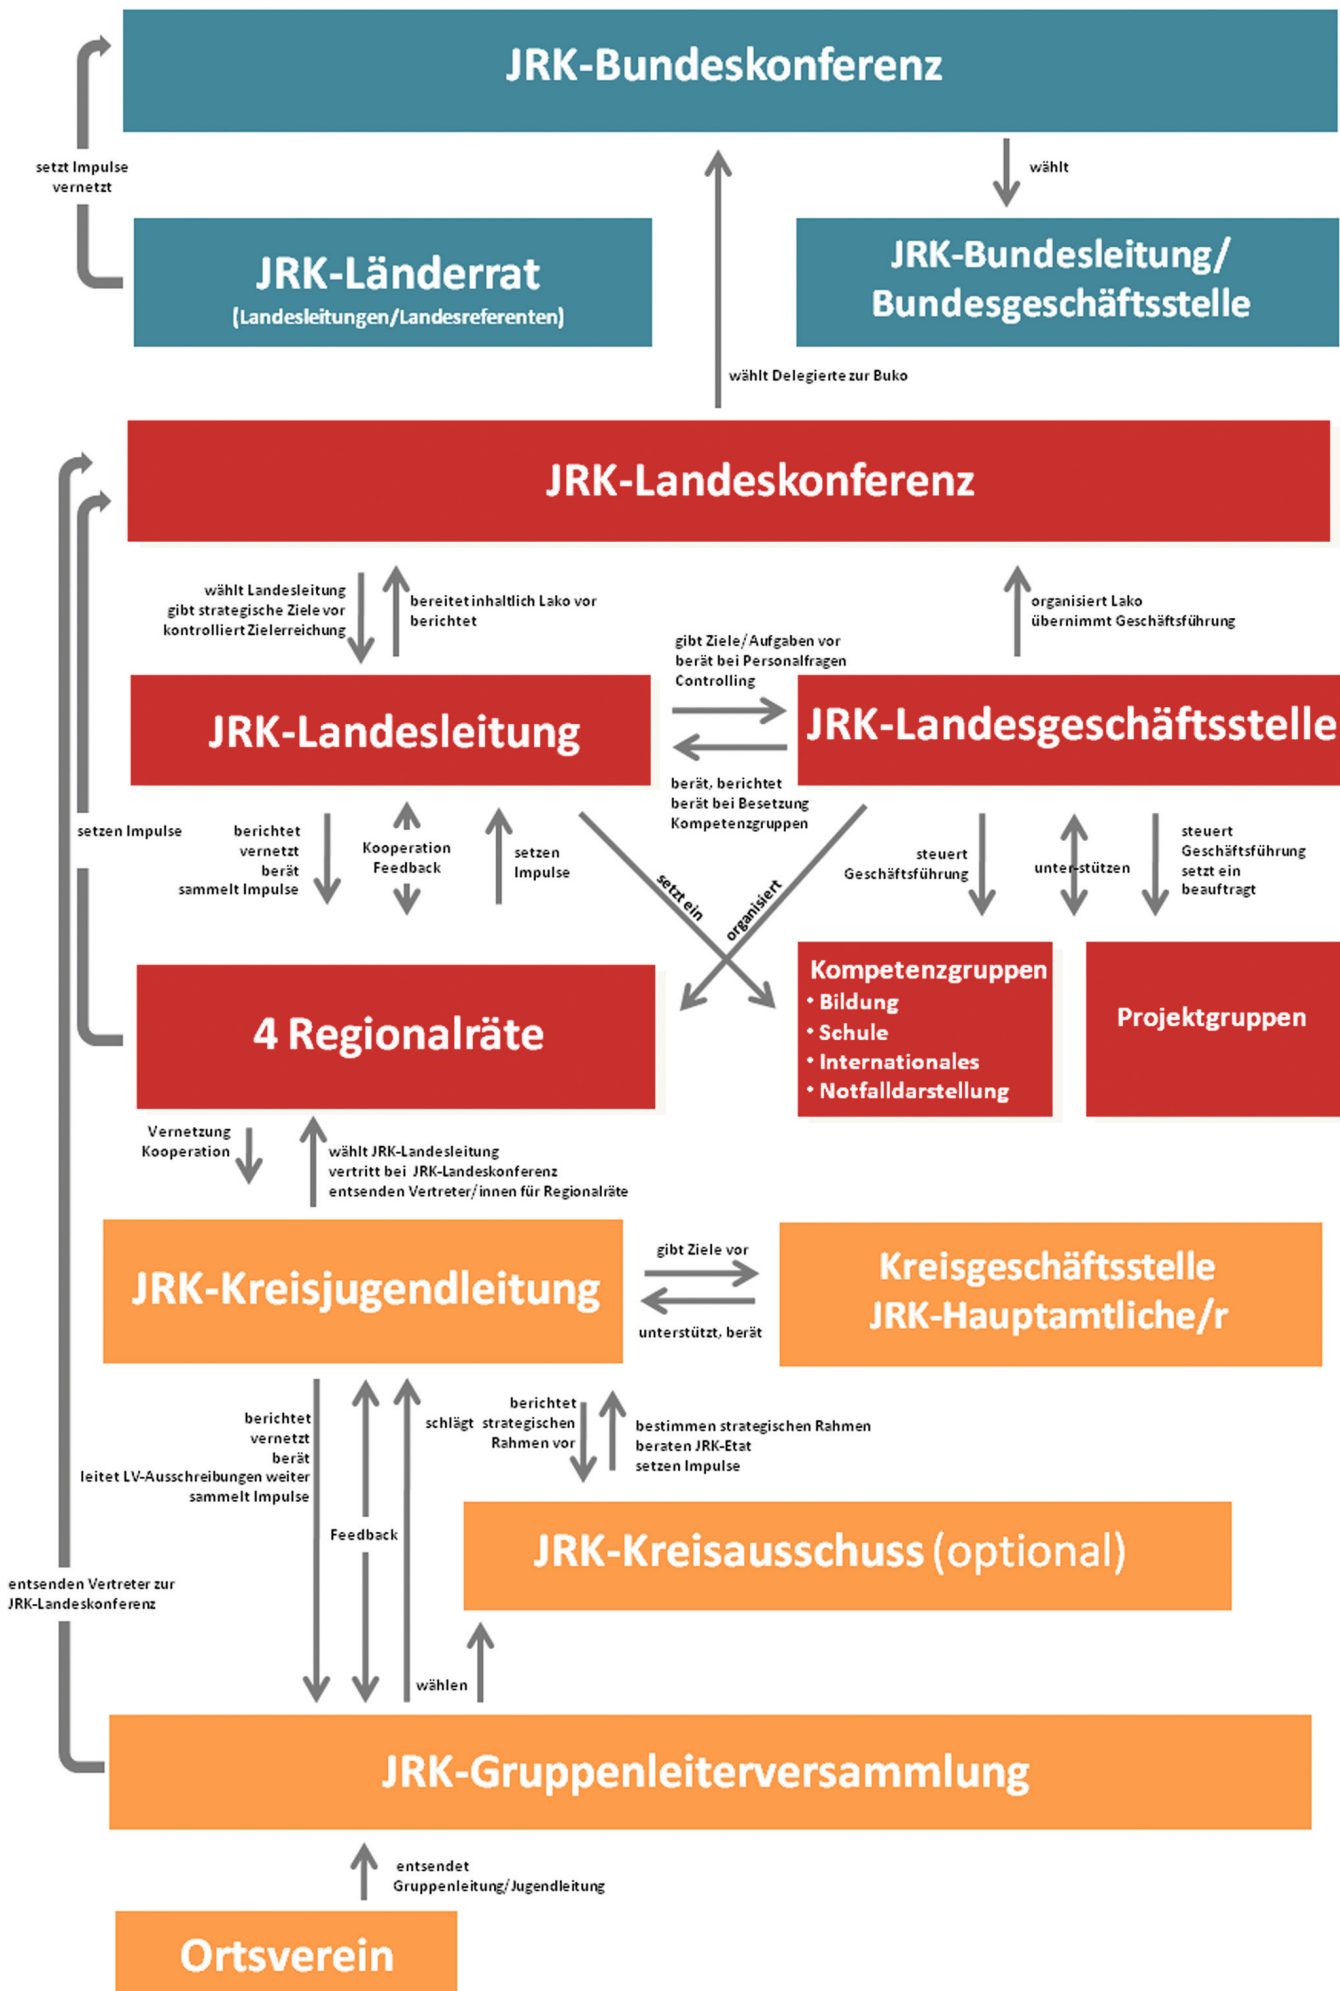 JRK-Bundeskonferenz
setzt Impulse
vernetzt
wählt
JRK-Länderrat
(Landesleitungen/Landesreferenten)
JRK-Bundesleitung/
Bundesgeschäftsstelle
wählt Delegierte zur Buko
JRK-Landeskonferenz
wählt Landesleitung
gibt strategische Ziele vor
kontrolliert Zielerreichung
bereitet inhaltlich Lako vor
berichtet
organisiert Lako
übernimmt Geschäftsführung
gibt Ziele/Aufgaben vor
berät bei Personalfragen
Controlling
JRK-Landesleitung
JRK-Landesgeschäftsstelle
berät, berichtet
berät bei Besetzung
Kompetenzgruppen
setzen Impulse
berichtet
vernetzt
berät
sammelt Impulse
Kooperation
Feedback
setzen
Impulse
setzt ein
organisiert
steuert
Geschäftsführung
unter-stützen
steuert
Geschäftsführung
setzt ein
beauftragt
4 Regionalräte
Kompetenzgruppen
• Bildung
• Schule
• Internationales
• Notfalldarstellung
Projektgruppen
Vernetzung
Kooperation
wählt JRK-Landesleitung
vertritt bei JRK-Landeskonferenz
entsenden Vertreter/innen für Regionalräte
JRK-Kreisjugendleitung
gibt Ziele vor
unterstützt, berät
Kreisgeschäftsstelle
JRK-Hauptamtliche/r
berichtet
vernetzt
berät
leitet LV-Ausschreibungen weiter
sammelt Impulse
Feedback
berichtet
schlägt strategischen
Rahmen vor
bestimmen strategischen Rahmen
beraten JRK-Etat
setzen Impulse
JRK-Kreisausschuss (optional)
entsenden Vertreter zur
JRK-Landeskonferenz
wählen
JRK-Gruppenleiterversammlung
entsendet
Gruppenleitung/Jugendleitung
Ortsverein